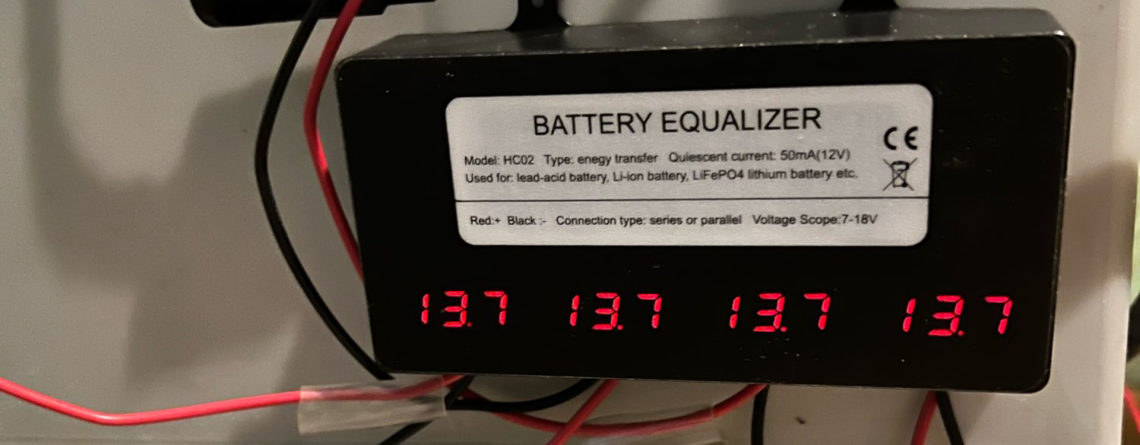 BATTERY EQUALIZER
CE
Model: HC02 Type: enegy transfer Quiescent current: 50mA(12V)
Used for: lead-acid battery, Li-ion battery, LiFePO4 lithium battery etc.
Red:+ Black :- Connection type: series or parallel Voltage Scope:7-18V
13.7 13.7 13.7 13.7